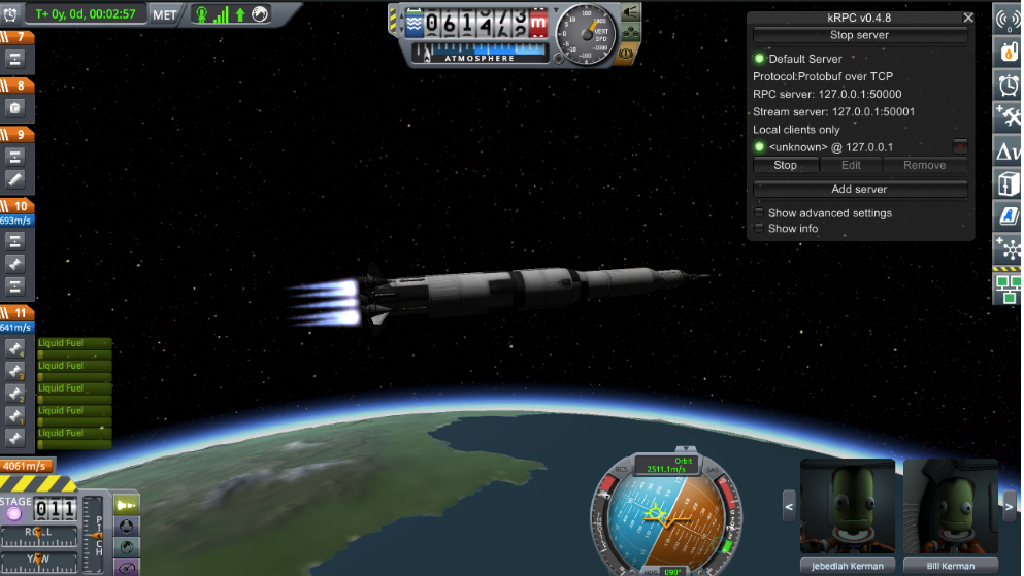 T+ 0y, 0d, 00:02:57 MET
7
8
9
10
693m/s
11
641m/s
Liquid Fuel
Liquid Fuel
Liquid Fuel
Liquid Fuel
Liquid Fuel
4061m/s
STAGE
011
ROLL
YAW
PITCH
m
ATMOSPHERE
VERT
SPD
kRPC v0.4.8
Stop server
Default Server
Protocol:Protobuf over TCP
RPC server: 127.0.0.1:50000
Stream server: 127.0.0.1:50001
Local clients only
<unknown> @ 127.0.0.1
Stop Edit Remove
Add server
Show advanced settings
Show info
Δv
RCS
Orbit
2511.1m/s
SAS
HDG 090°
< >
Jebediah Kerman
Bill Kerman